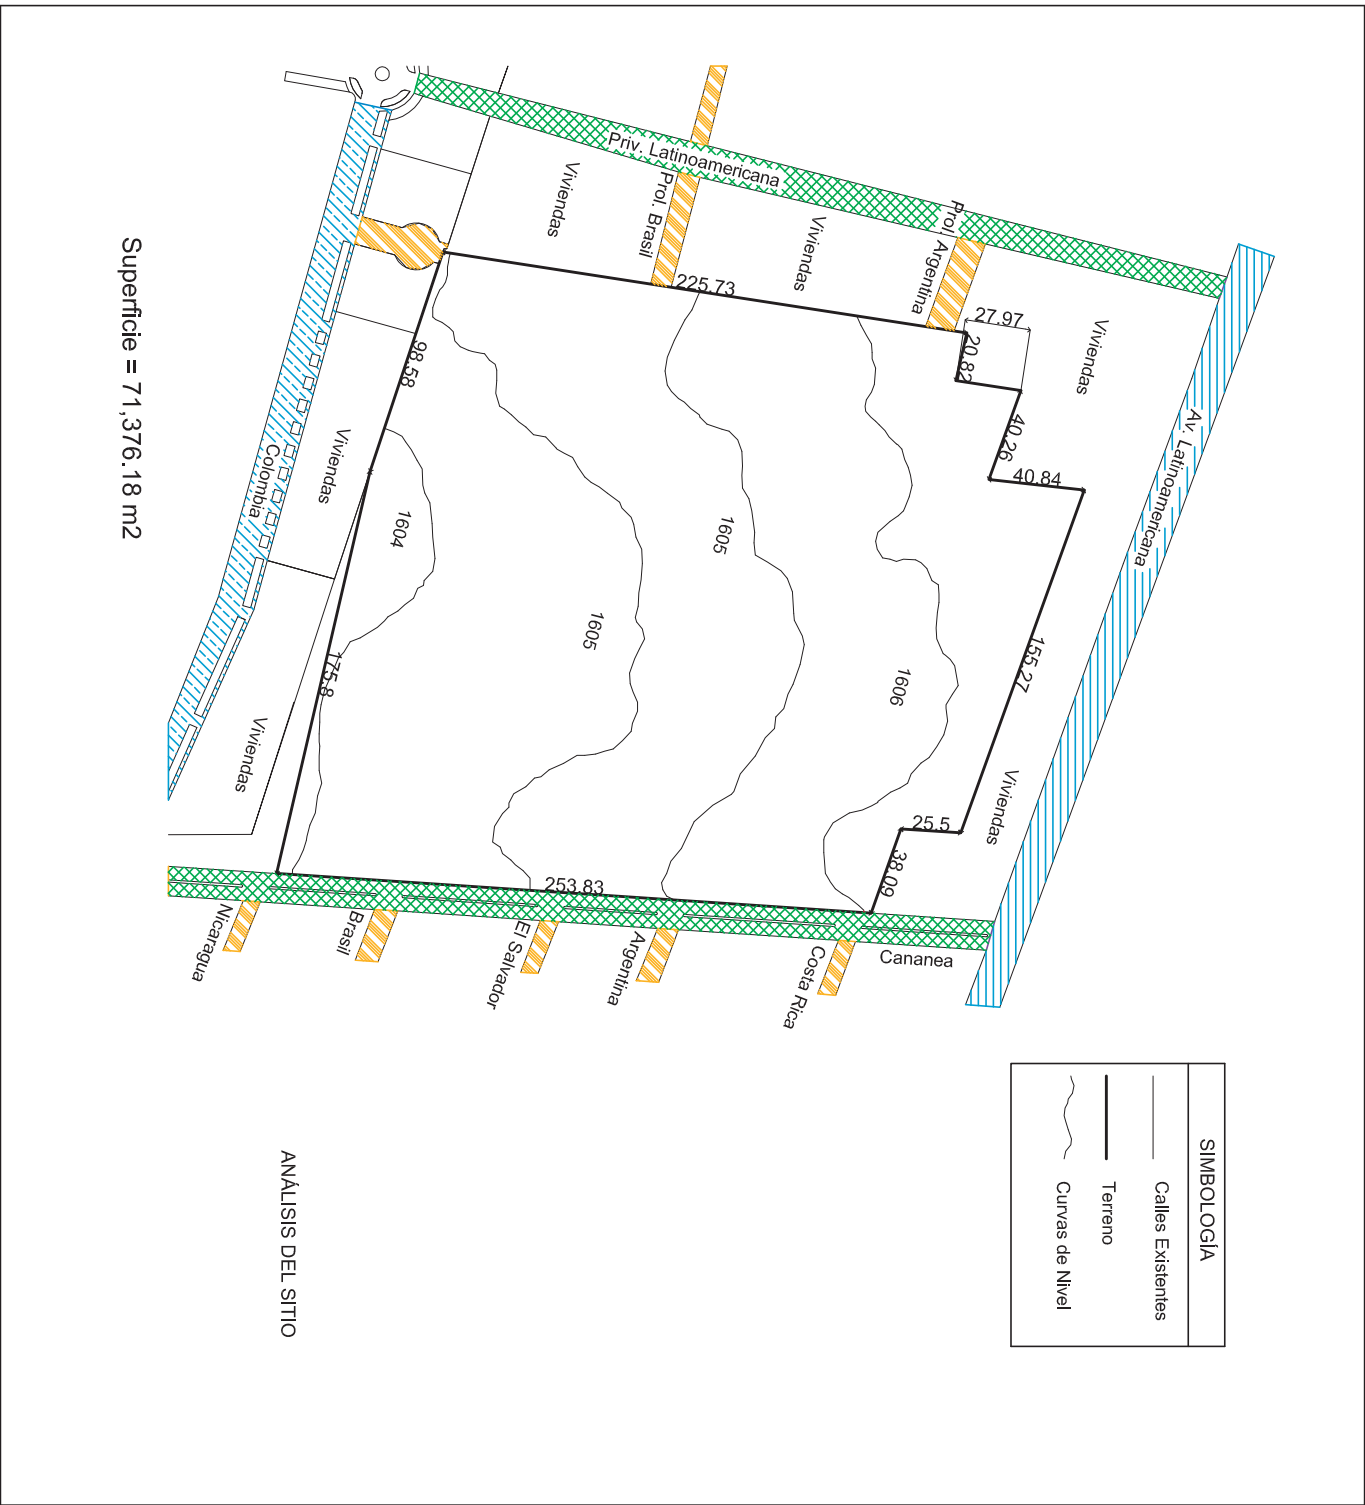 Priv. Latinoamericana
Viviendas
Prol. Brasil
Viviendas
Prol. Argentina
225.73
27.97
20.82
Viviendas
40.26
40.84
Av. Latinoamericana
98.58
Viviendas
Colombia
1604
1605
1605
1606
155.27
175.8
Viviendas
Viviendas
25.5
38.09
253.83
Nicaragua
Brasil
El Salvador
Argentina
Costa Rica
Cananea
Superficie = 71,376.18 m2
SIMBOLOGÍA
Calles Existentes
Terreno
Curvas de Nivel
ANÁLISIS DEL SITIO